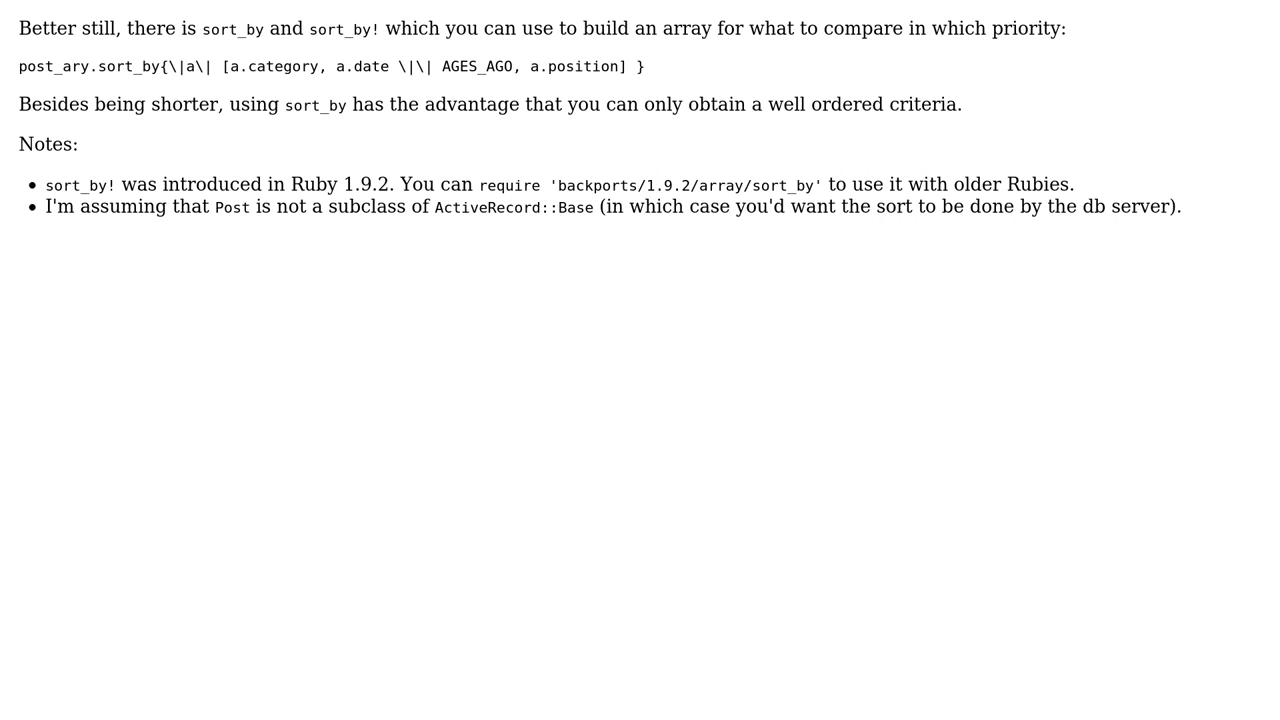 Better still, there is sort_by and sort_by! which you can use to build an array for what to compare in which priority:
post_ary.sort_by{\|a\| [a.category, a.date \|\| AGES_AGO, a.position] }
Besides being shorter, using sort_by has the advantage that you can only obtain a well ordered criteria.
Notes:
• sort_by! was introduced in Ruby 1.9.2. You can require 'backports/1.9.2/array/sort_by' to use it with older Rubies.
• I'm assuming that Post is not a subclass of ActiveRecord::Base (in which case you'd want the sort to be done by the db server).